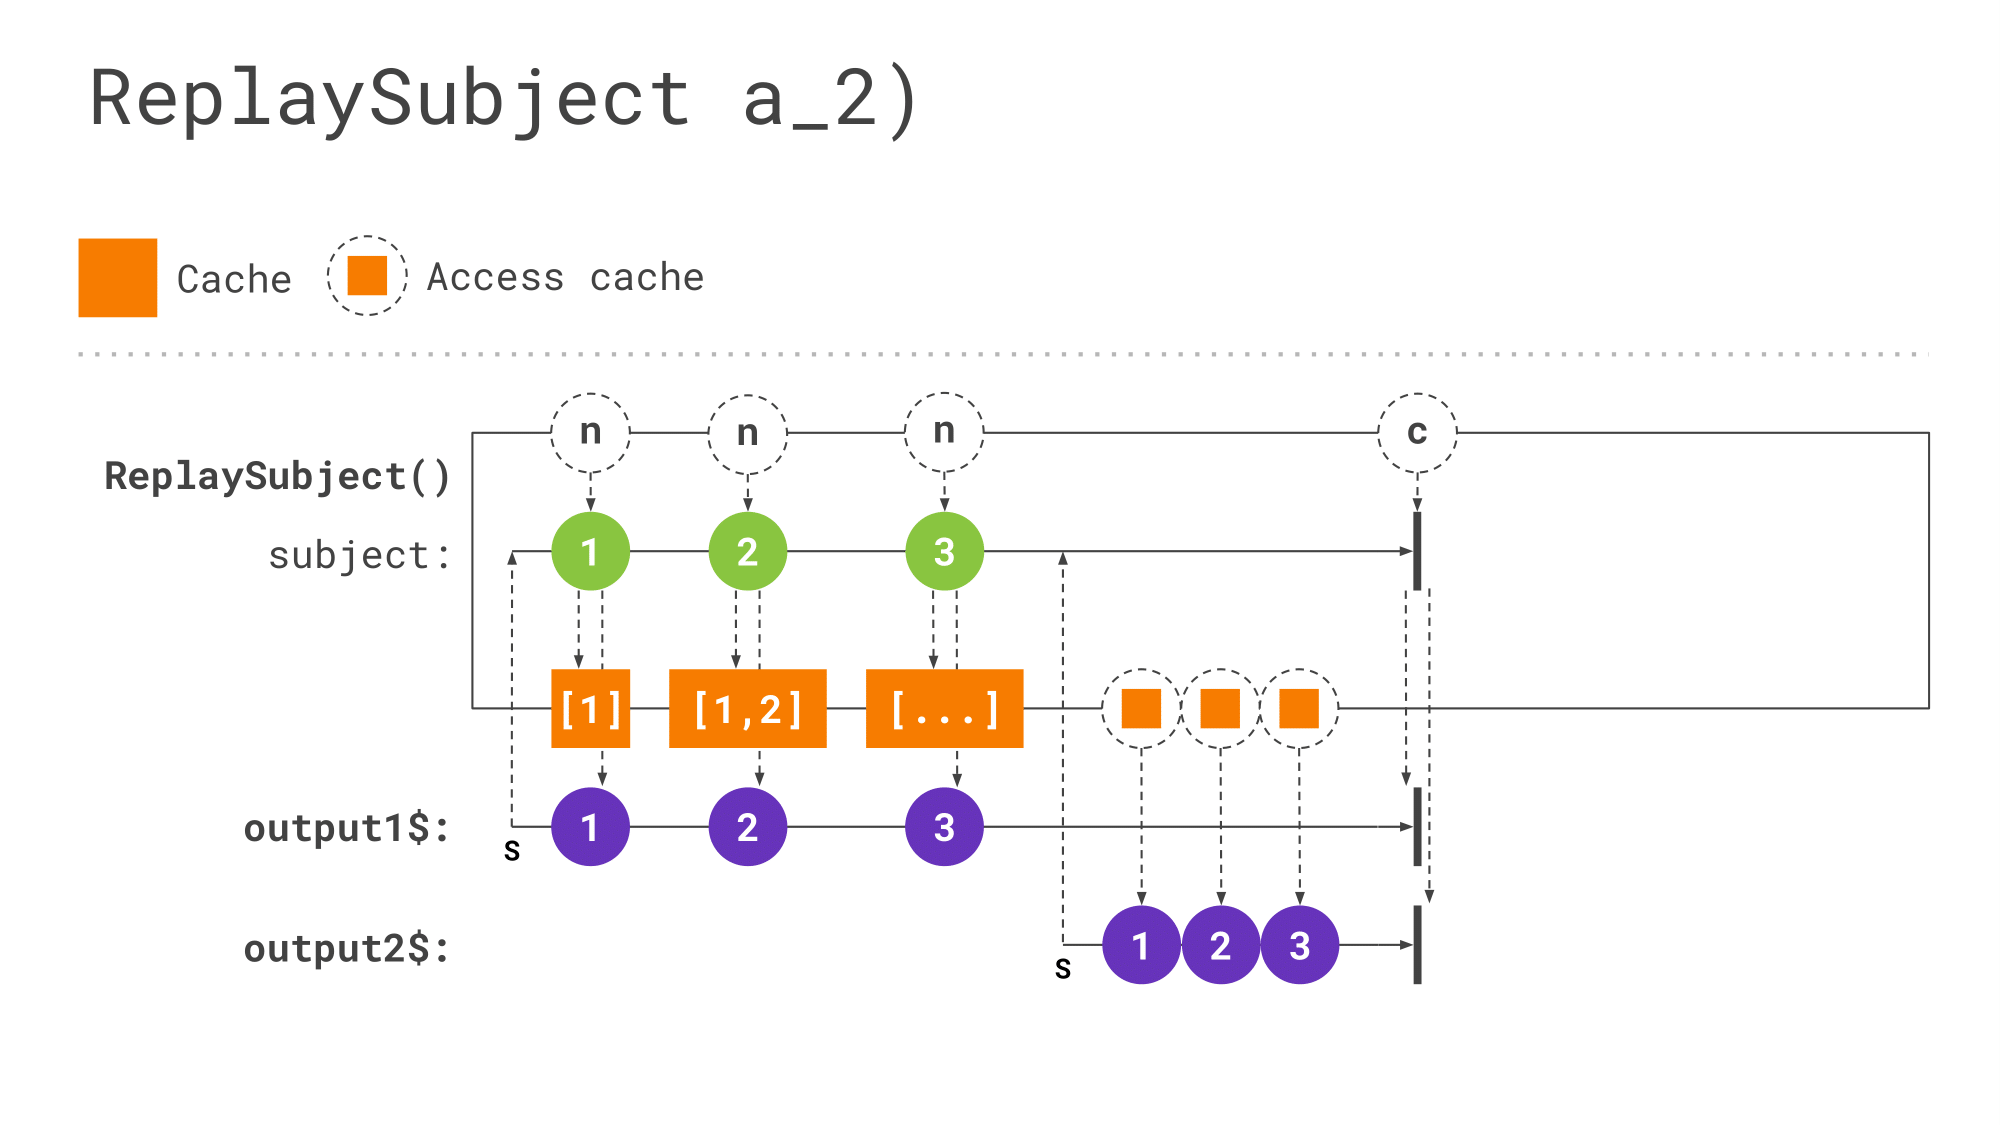 ReplaySubject a_2)
Cache Access cache
n n n c
ReplaySubject()
subject: 1 2 3
[1] [1,2] [...]
output1$: 1 2 3
s
output2$: 1 2 3
s